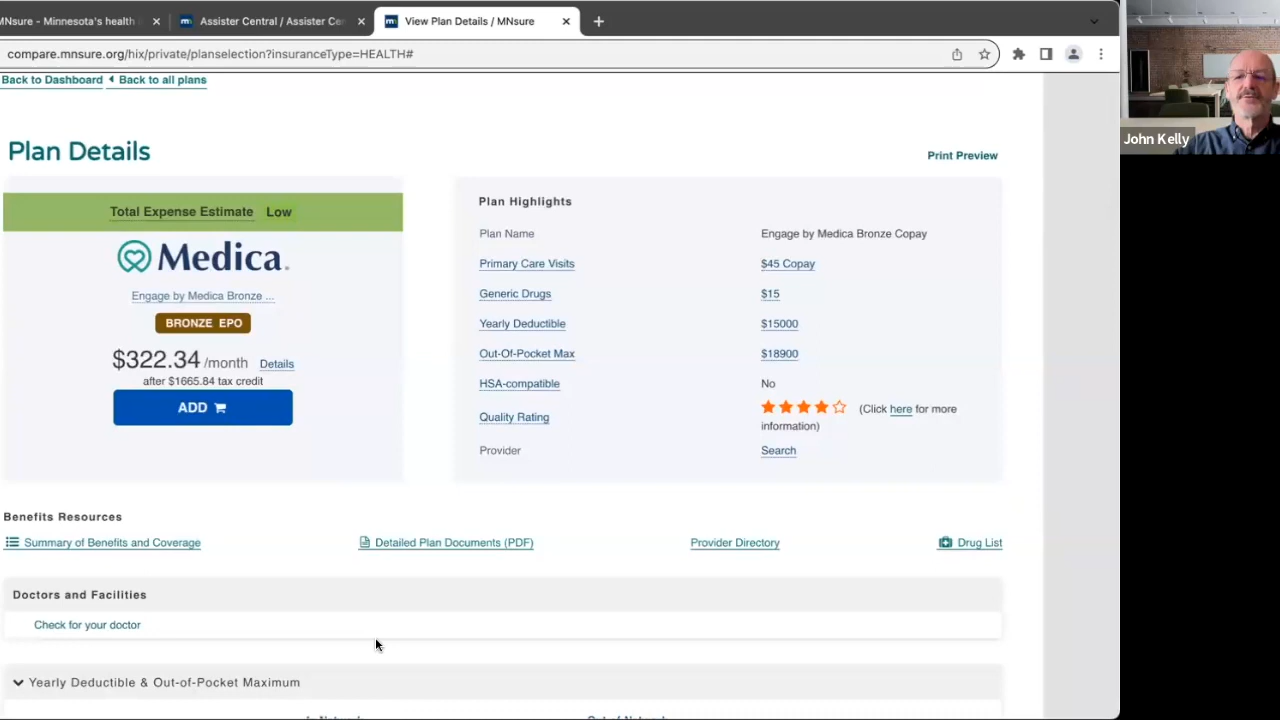 MNsure - Minnesota's health
Assister Central / Assister Ce
View Plan Details / MNsure
compare.mnsure.org/hix/private/planselection?insuranceType=HEALTH#
Back to Dashboard
Back to all plans
John Kelly
Plan Details
Print Preview
Total Expense Estimate Low
Medica.
Engage by Medica Bronze ...
BRONZE EPO
$322.34 /month Details
after $1665.84 tax credit
ADD
Plan Highlights
Plan Name Engage by Medica Bronze Copay
Primary Care Visits $45 Copay
Generic Drugs $15
Yearly Deductible $15000
Out-Of-Pocket Max $18900
HSA-compatible No
Quality Rating (Click here for more
information)
Provider Search
Benefits Resources
Summary of Benefits and Coverage
Detailed Plan Documents (PDF)
Provider Directory
Drug List
Doctors and Facilities
Check for your doctor
Yearly Deductible & Out-of-Pocket Maximum